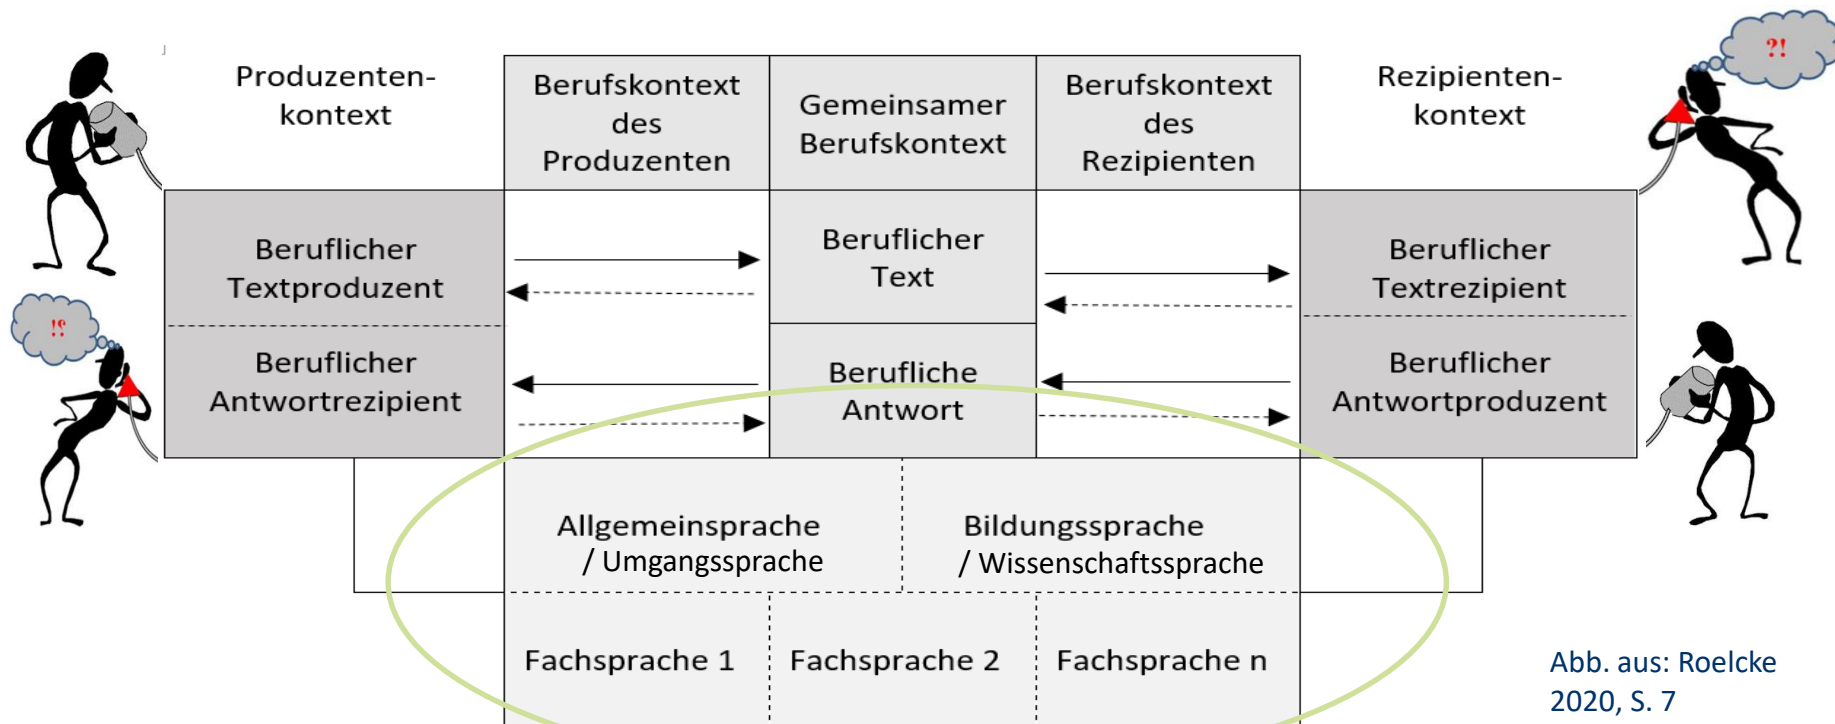 Produzenten-
kontext
Berufskontext
des
Produzenten
Gemeinsamer
Berufskontext
Berufskontext
des
Rezipienten
Rezipienten-
kontext
?!
Beruflicher
Textproduzent
Beruflicher
Text
Beruflicher
Textrezipient
!?
Beruflicher
Antwortrezipient
Berufliche
Antwort
Beruflicher
Antwortproduzent
Allgemeinsprache
/ Umgangssprache
Bildungssprache
/ Wissenschaftssprache
Fachsprache 1
Fachsprache 2
Fachsprache n
Abb. aus: Roelcke
2020, S. 7